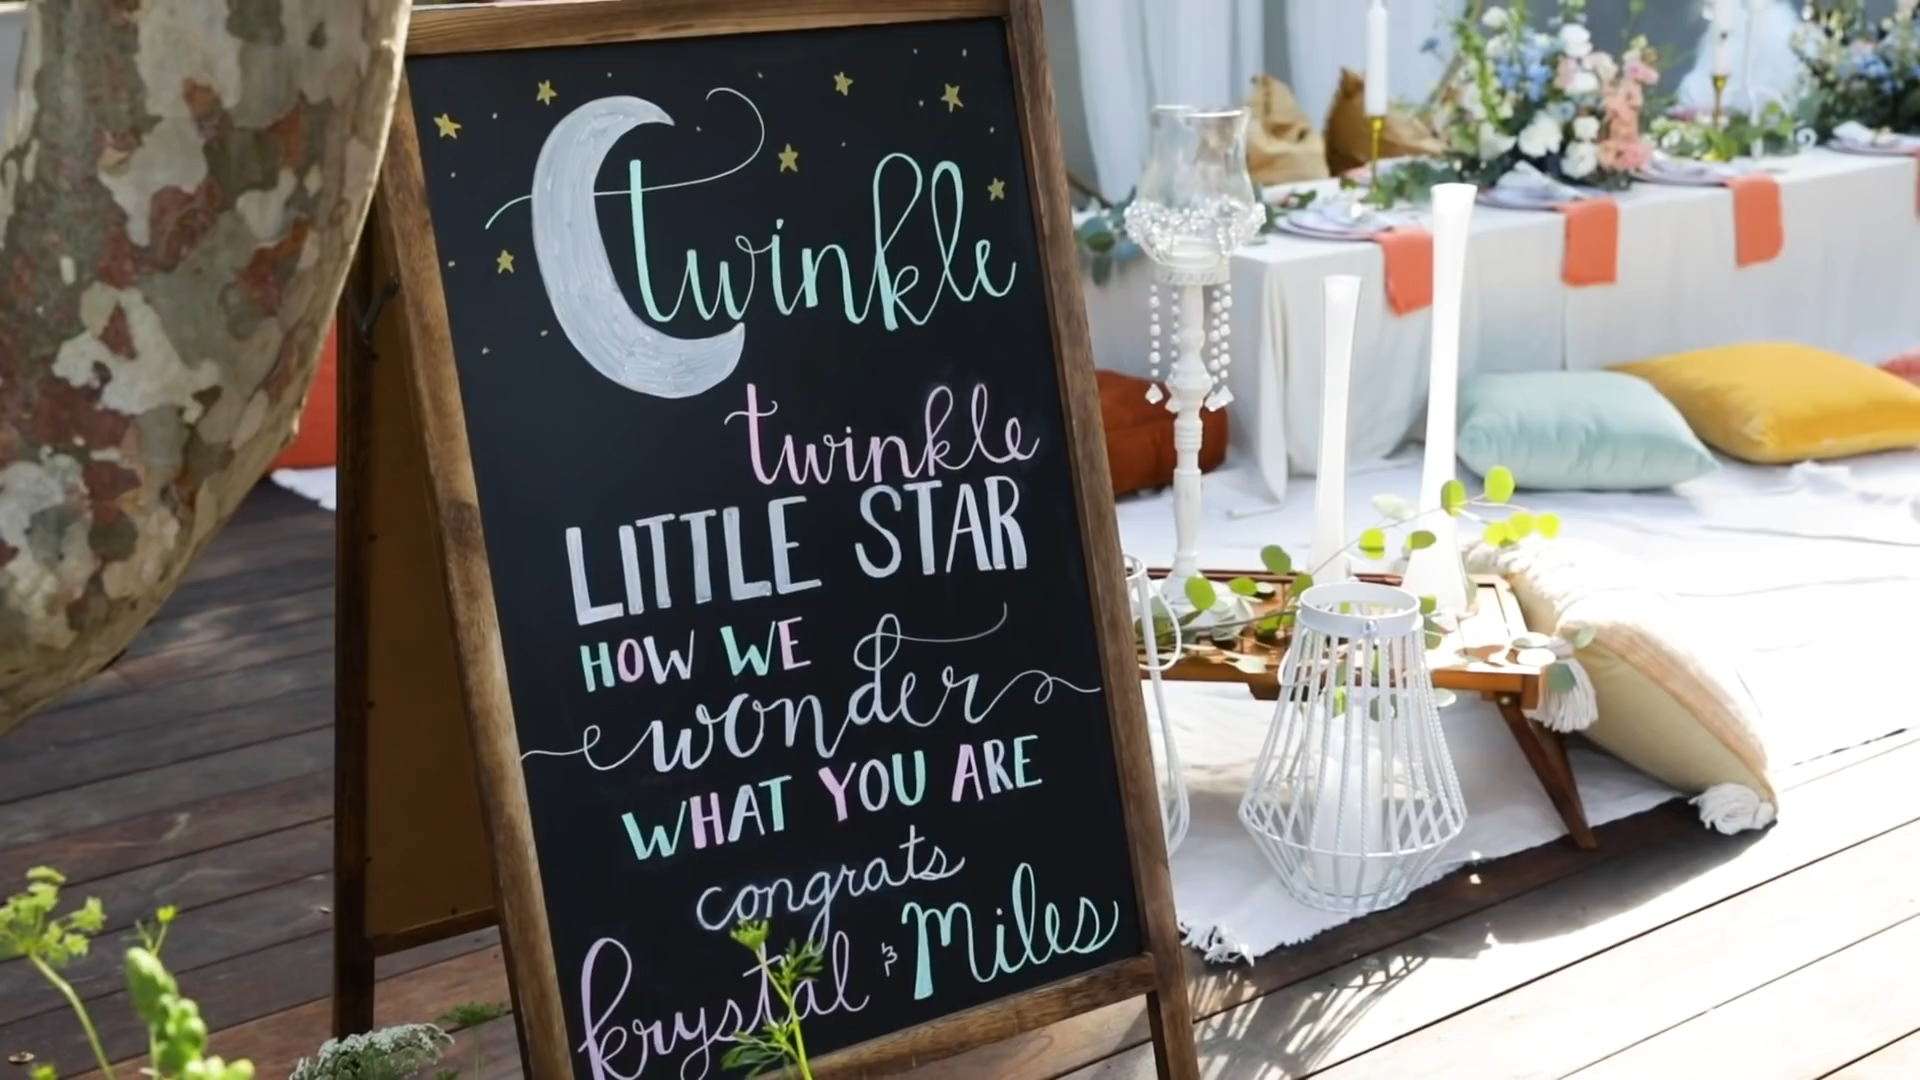 twinkle
twinkle
LITTLE STAR
HOW WE
wonder
WHAT YOU ARE
congrats
krystal & Miles